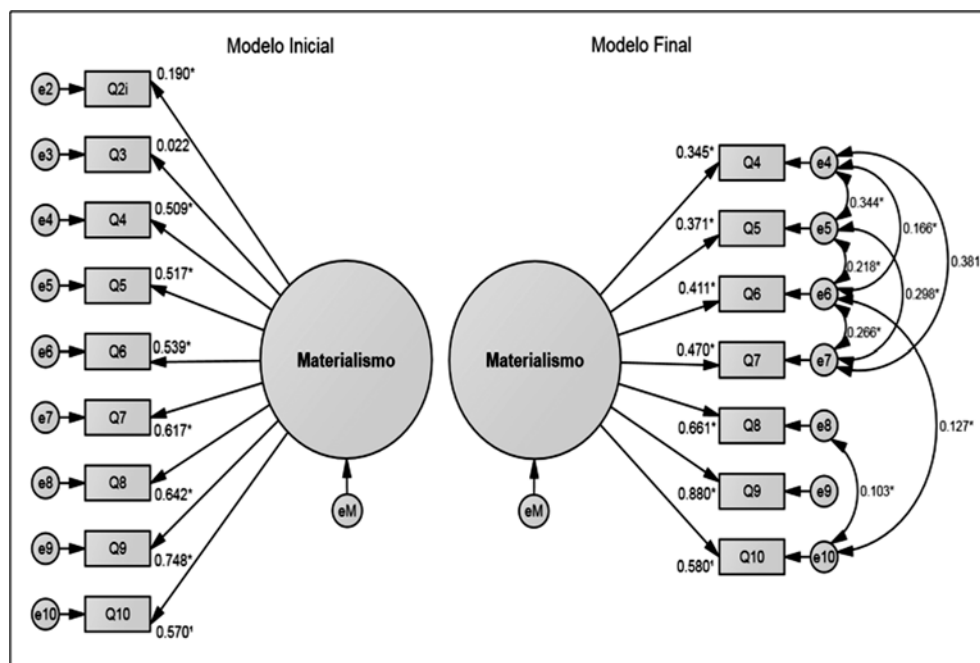 Modelo Inicial
e2 Q2i 0.190*
e3 Q3 0.022
e4 Q4 0.509*
e5 Q5 0.517*
e6 Q6 0.539*
e7 Q7 0.617*
e8 Q8 0.642*
e9 Q9 0.748*
e10 Q10 0.570*
Materialismo
eM
Modelo Final
Materialismo
eM
0.345* Q4 e4
0.371* Q5 e5
0.411* Q6 e6
0.470* Q7 e7
0.661* Q8 e8
0.880* Q9 e9
0.580* Q10 e10
0.344*
0.166*
0.381
0.218*
0.298*
0.266*
0.127*
0.103*